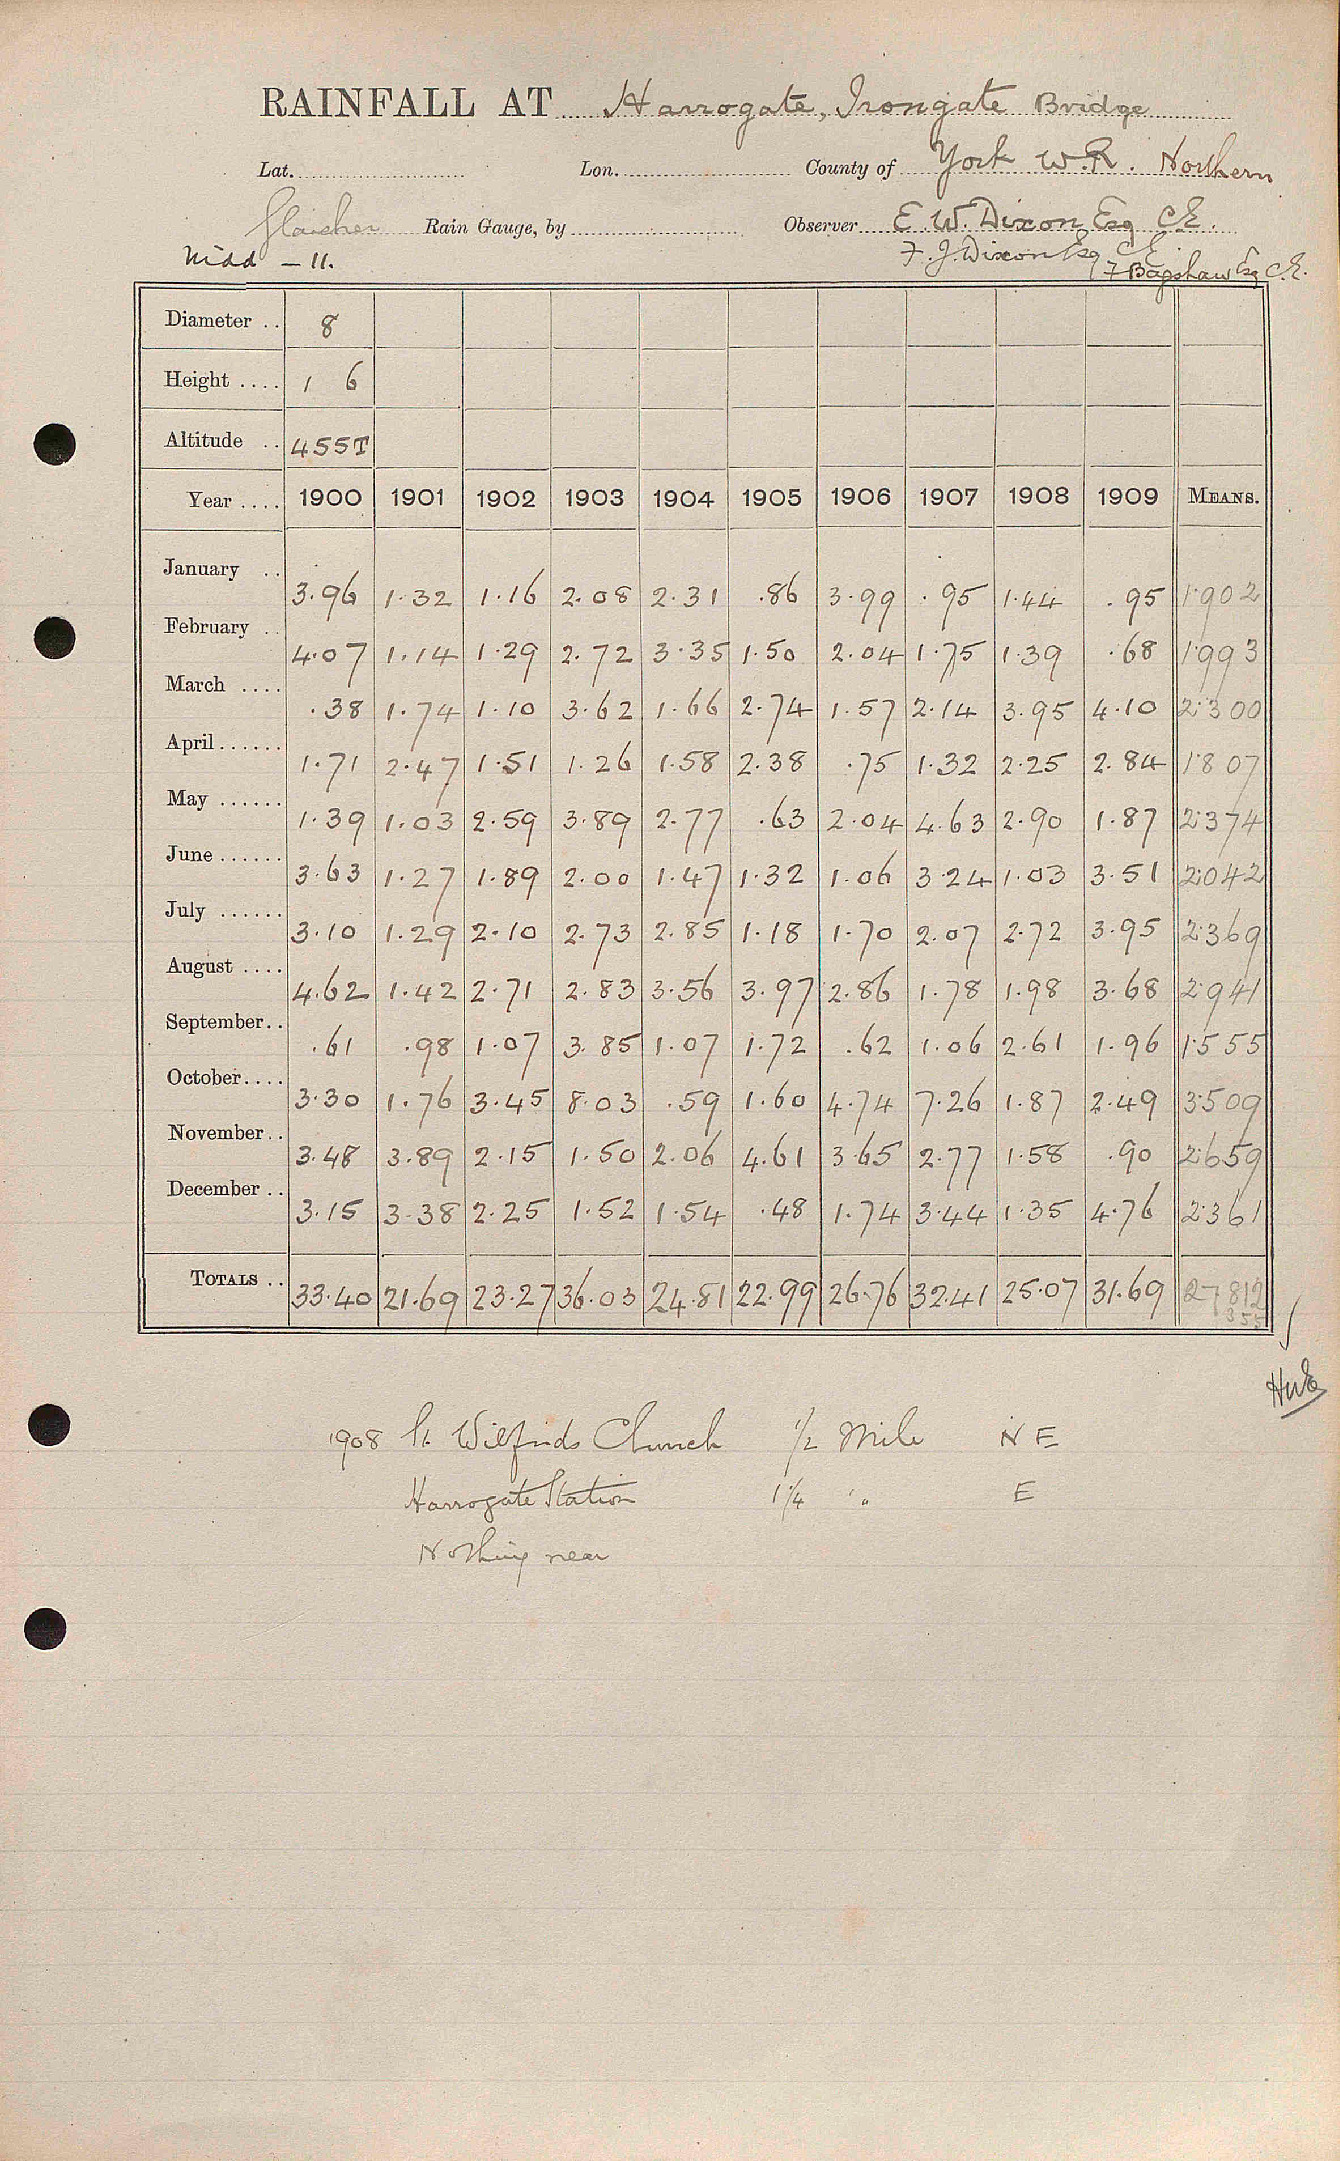 RAINFALL AT Harrogate, Irongate Bridge
Lat. Lon. County of York W.R. Northern
Glaisher Rain Gauge, by Observer E. W. Dixon Esq C.E.
Nidd - 11. F. J. Dixon Esq C.E.
F Bagshaw Esq C.E.
Diameter .. 8
Height .... 1 6
Altitude .. 455T
Year .... 1900 1901 1902 1903 1904 1905 1906 1907 1908 1909 MEANS.
January .. 3.96 1.32 1.16 2.08 2.31 .86 3.99 .95 1.44 .95 1.902
February .. 4.07 1.14 1.29 2.72 3.35 1.50 2.04 1.75 1.39 .68 1.993
March .... .38 1.74 1.10 3.62 1.66 2.74 1.57 2.14 3.95 4.10 2.300
April ...... 1.71 2.47 1.51 1.26 1.58 2.38 .75 1.32 2.25 2.84 1.807
May ...... 1.39 1.03 2.59 3.89 2.77 .63 2.04 4.63 2.90 1.87 2.374
June ...... 3.63 1.27 1.89 2.00 1.47 1.32 1.06 3.24 1.03 3.51 2.042
July ...... 3.10 1.29 2.10 2.73 2.85 1.18 1.70 2.07 2.72 3.95 2.369
August .... 4.62 1.42 2.71 2.83 3.56 3.97 2.86 1.78 1.98 3.68 2.941
September.. .61 .98 1.07 3.85 1.07 1.72 .62 1.06 2.61 1.96 1.555
October.... 3.30 1.76 3.45 8.03 .59 1.60 4.74 7.26 1.87 2.49 3.509
November.. 3.48 3.89 2.15 1.50 2.06 4.61 3.65 2.77 1.58 .90 2.659
December .. 3.15 3.38 2.25 1.52 1.54 .48 1.74 3.44 1.35 4.76 2.361
TOTALS .. 33.40 21.69 23.27 36.03 24.81 22.99 26.76 32.41 25.07 31.69 27.812
1908 St. Wilfrids Church 1/2 Mile NE
Harrogate Station 1 1/4 " E
Nothing near